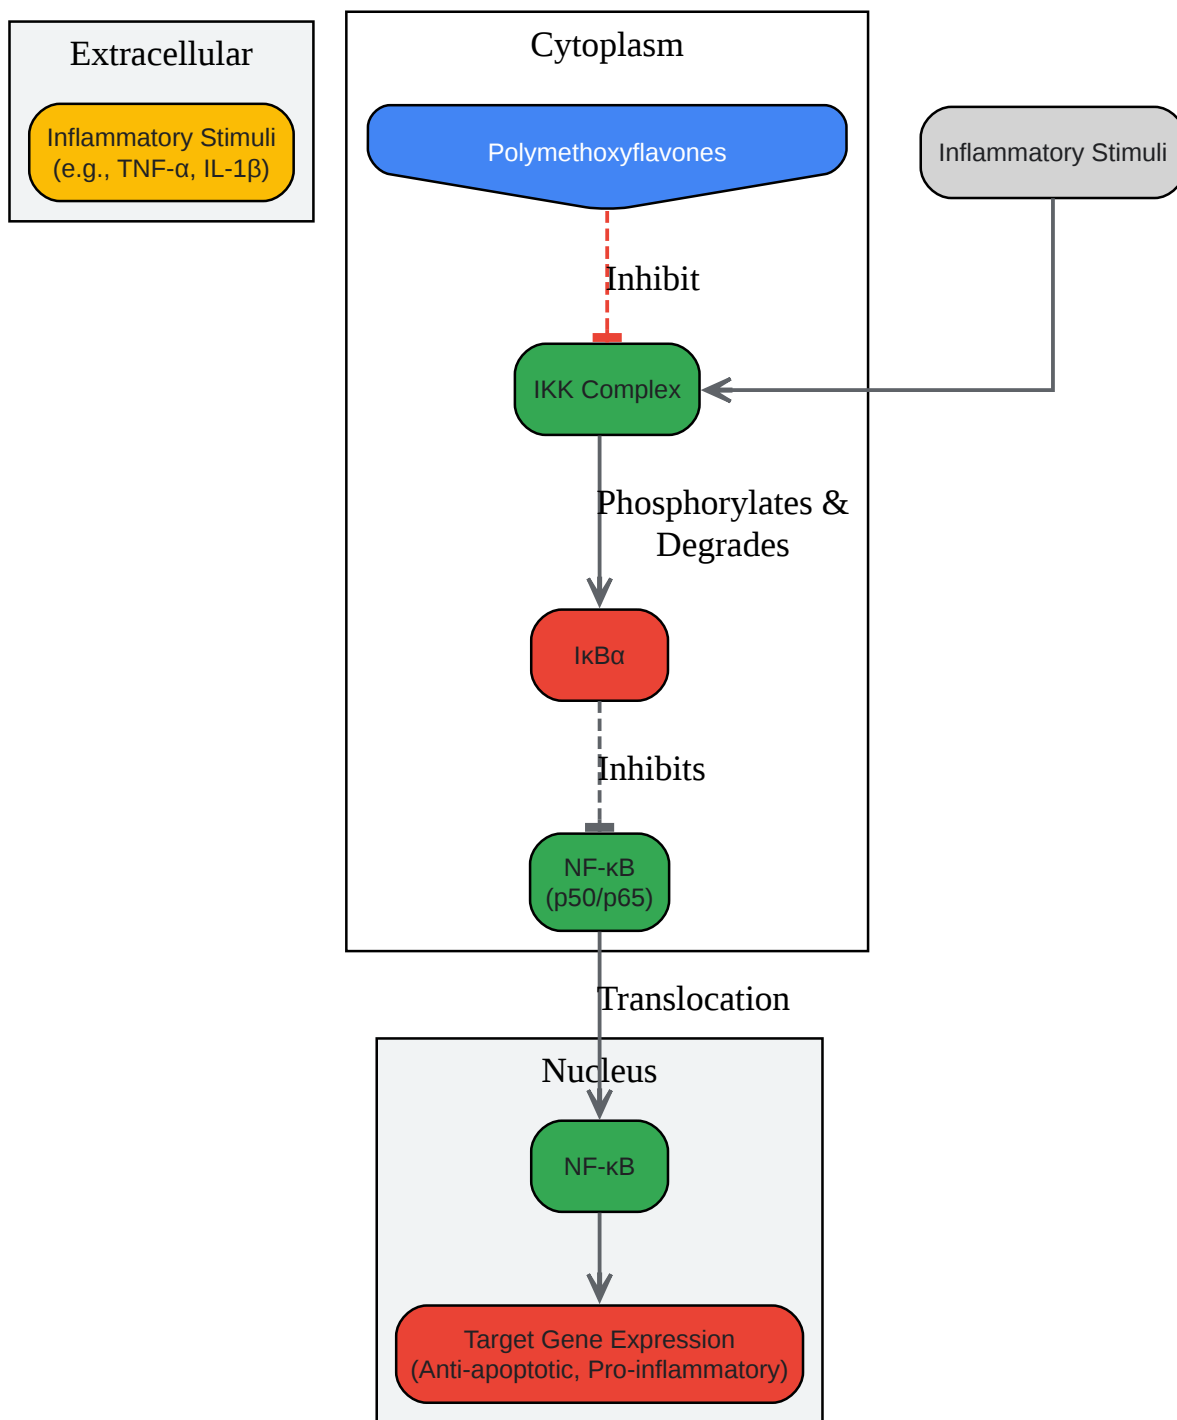 Extracellular
Inflammatory Stimuli
(e.g., TNF-α, IL-1β)
Cytoplasm
Polymethoxyflavones
Inflammatory Stimuli
Inhibit
IKK Complex
Phosphorylates &
Degrades
IκBα
Inhibits
NF-κB
(p50/p65)
Translocation
Nucleus
NF-κB
Target Gene Expression
(Anti-apoptotic, Pro-inflammatory)